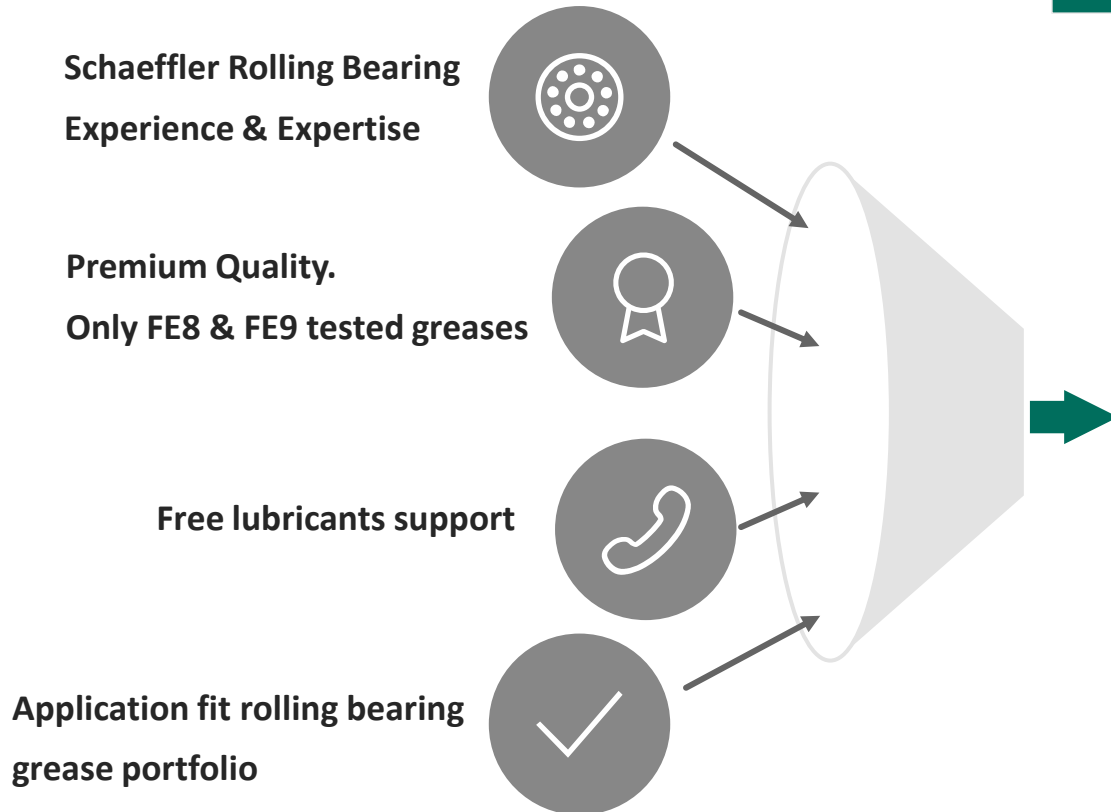 Schaeffler Rolling Bearing
Experience & Expertise
Premium Quality.
Only FE8 & FE9 tested greases
Free lubricants support
Application fit rolling bearing
grease portfolio